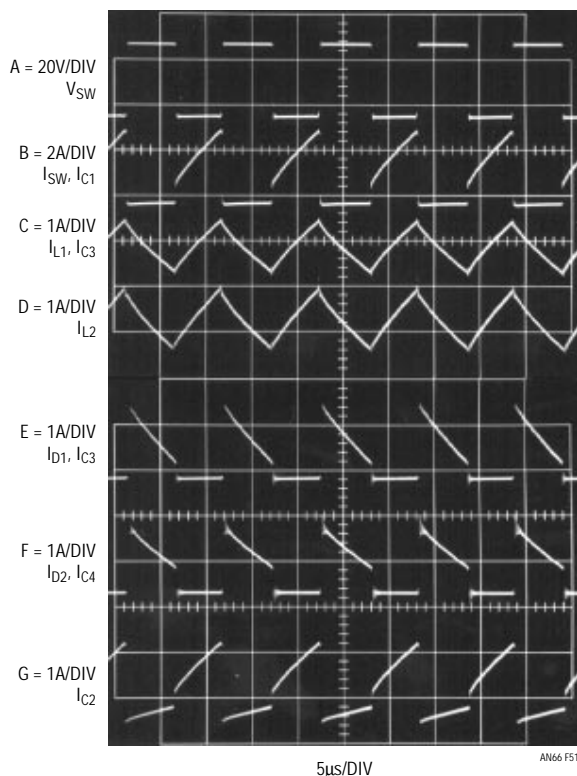 A = 20V/DIV
VSW
B = 2A/DIV
ISW, IC1
C = 1A/DIV
IL1, IC3
D = 1A/DIV
IL2
E = 1A/DIV
ID1, IC3
F = 1A/DIV
ID2, IC4
G = 1A/DIV
IC2
5µs/DIV
AN66 F51